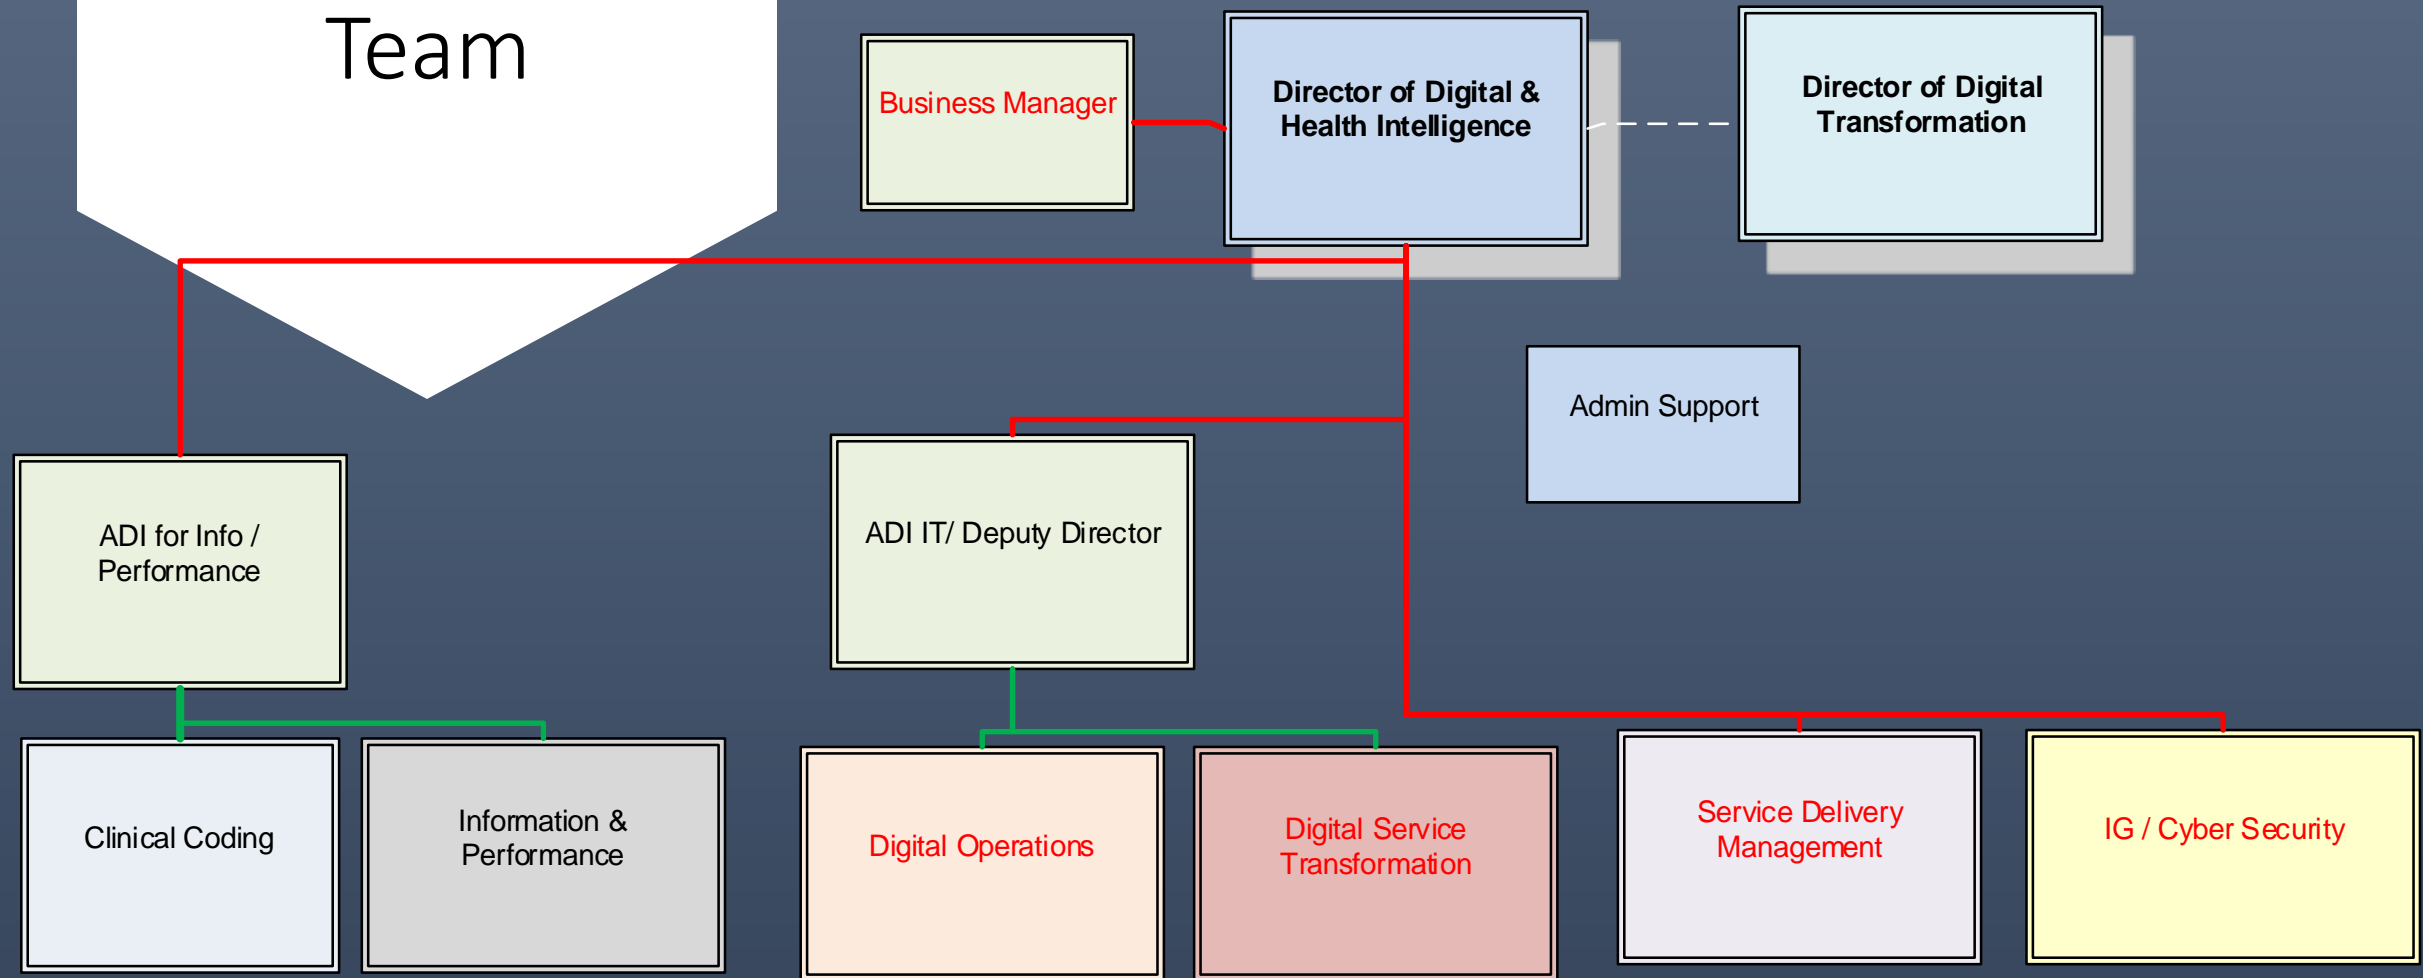 Team
Business Manager
Director of Digital &
Health Intelligence
Director of Digital
Transformation
Admin Support
ADI for Info /
Performance
ADI IT/ Deputy Director
Clinical Coding
Information &
Performance
Digital Operations
Digital Service
Transformation
Service Delivery
Management
IG / Cyber Security